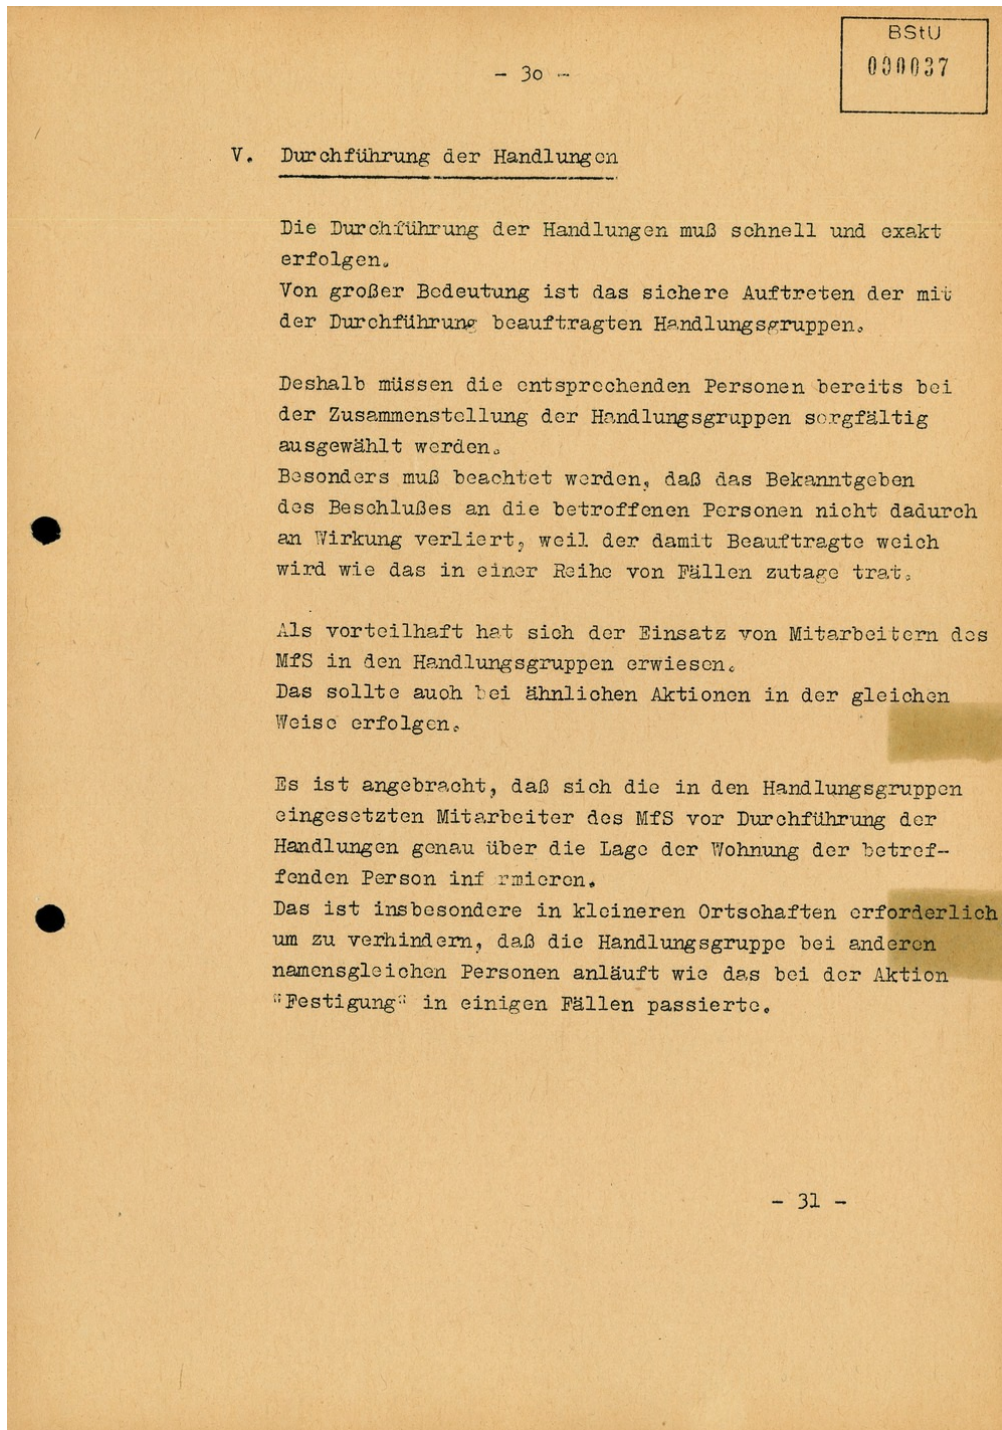 BStU
000037
- 3o -
V. Durchführung der Handlungen
Die Durchführung der Handlungen muß schnell und exakt
erfolgen.
Von großer Bedeutung ist das sichere Auftreten der mit
der Durchführung beauftragten Handlungsgruppen.
Deshalb müssen die entsprechenden Personen bereits bei
der Zusammenstellung der Handlungsgruppen sorgfältig
ausgewählt werden.
Besonders muß beachtet werden, daß das Bekanntgeben
des Beschlußes an die betroffenen Personen nicht dadurch
an Wirkung verliert, weil der damit Beauftragte weich
wird wie das in einer Reihe von Fällen zutage trat.
Als vorteilhaft hat sich der Einsatz von Mitarbeitern des
MfS in den Handlungsgruppen erwiesen.
Das sollte auch bei ähnlichen Aktionen in der gleichen
Weise erfolgen.
Es ist angebracht, daß sich die in den Handlungsgruppen
eingesetzten Mitarbeiter des MfS vor Durchführung der
Handlungen genau über die Lage der Wohnung der betref-
fenden Person inf rmieren.
Das ist insbesondere in kleineren Ortschaften erforderlich
um zu verhindern, daß die Handlungsgruppe bei anderen
namensgleichen Personen anläuft wie das bei der Aktion
"Festigung" in einigen Fällen passierte.
- 31 -